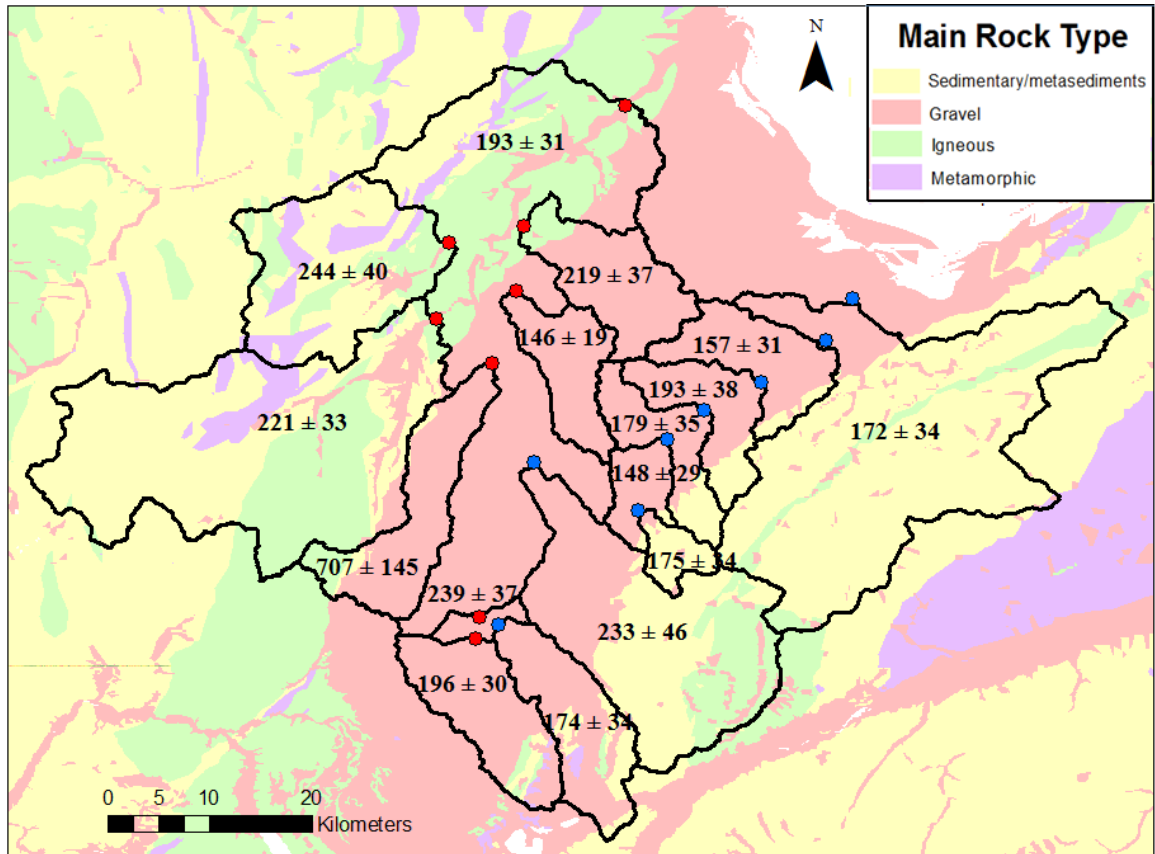 N
Main Rock Type
Sedimentary/metasediments
Gravel
Igneous
Metamorphic
193 ± 31
244 ± 40
219 ± 37
146 ± 19
157 ± 31
193 ± 38
221 ± 33
179 ± 35
172 ± 34
148 ± 29
175 ± 34
707 ± 145
239 ± 37
233 ± 46
196 ± 30
174 ± 34
0 5 10 20
Kilometers